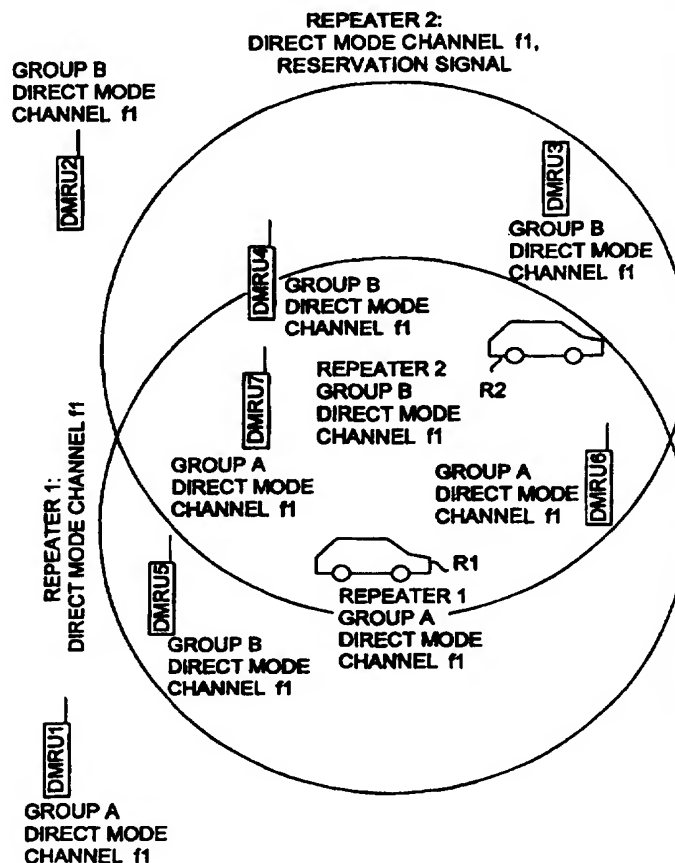 REPEATER 2:
DIRECT MODE CHANNEL f1,
RESERVATION SIGNAL
GROUP B
DIRECT MODE
CHANNEL f1
DMRU2
DMRU3
GROUP B
DIRECT MODE
CHANNEL f1
DMRU4
GROUP B
DIRECT MODE
CHANNEL f1
R2
REPEATER 2
GROUP B
DIRECT MODE
CHANNEL f1
DMRU7
GROUP A
DIRECT MODE
CHANNEL f1
GROUP A
DIRECT MODE
CHANNEL f1
DMRU6
REPEATER 1:
DIRECT MODE CHANNEL f1
R1
REPEATER 1
GROUP A
DIRECT MODE
CHANNEL f1
DMRU5
GROUP B
DIRECT MODE
CHANNEL f1
DMRU1
GROUP A
DIRECT MODE
CHANNEL f1